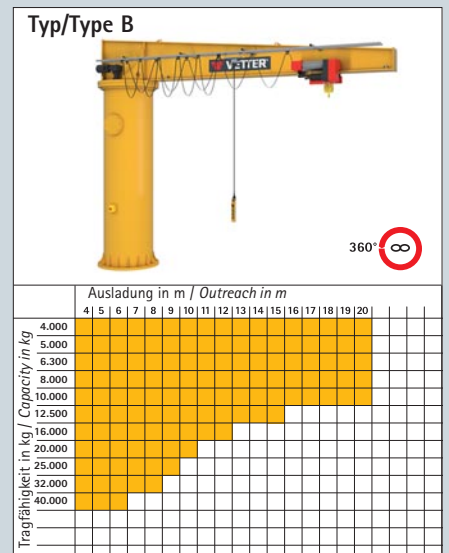 Typ/Type B
VETTER
360° ∞
Ausladung in m / Outreach in m
4 5 6 7 8 9 10 11 12 13 14 15 16 17 18 19 20
Tragfähigkeit in kg / Capacity in kg
4.000
5.000
6.300
8.000
10.000
12.500
16.000
20.000
25.000
32.000
40.000